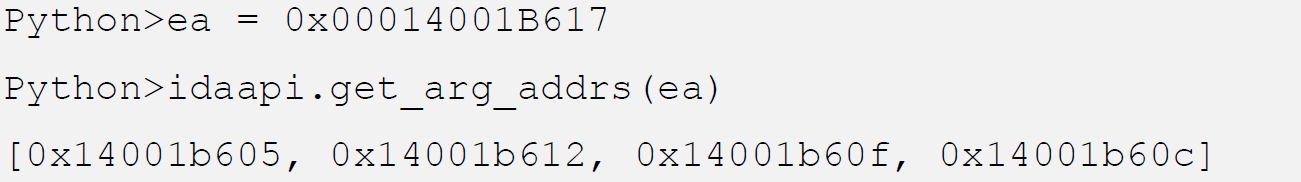 Python>ea = 0x00014001B617
Python>idaapi.get_arg_addrs(ea)
[0x14001b605, 0x14001b612, 0x14001b60f, 0x14001b60c]